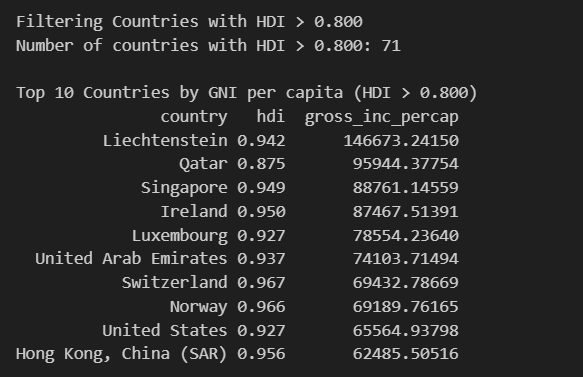 Filtering Countries with HDI > 0.800
Number of countries with HDI > 0.800: 71
Top 10 Countries by GNI per capita (HDI > 0.800)
country hdi gross_inc_percap
Liechtenstein 0.942 146673.24150
Qatar 0.875 95944.37754
Singapore 0.949 88761.14559
Ireland 0.950 87467.51391
Luxembourg 0.927 78554.23640
United Arab Emirates 0.937 74103.71494
Switzerland 0.967 69432.78669
Norway 0.966 69189.76165
United States 0.927 65564.93798
Hong Kong, China (SAR) 0.956 62485.50516